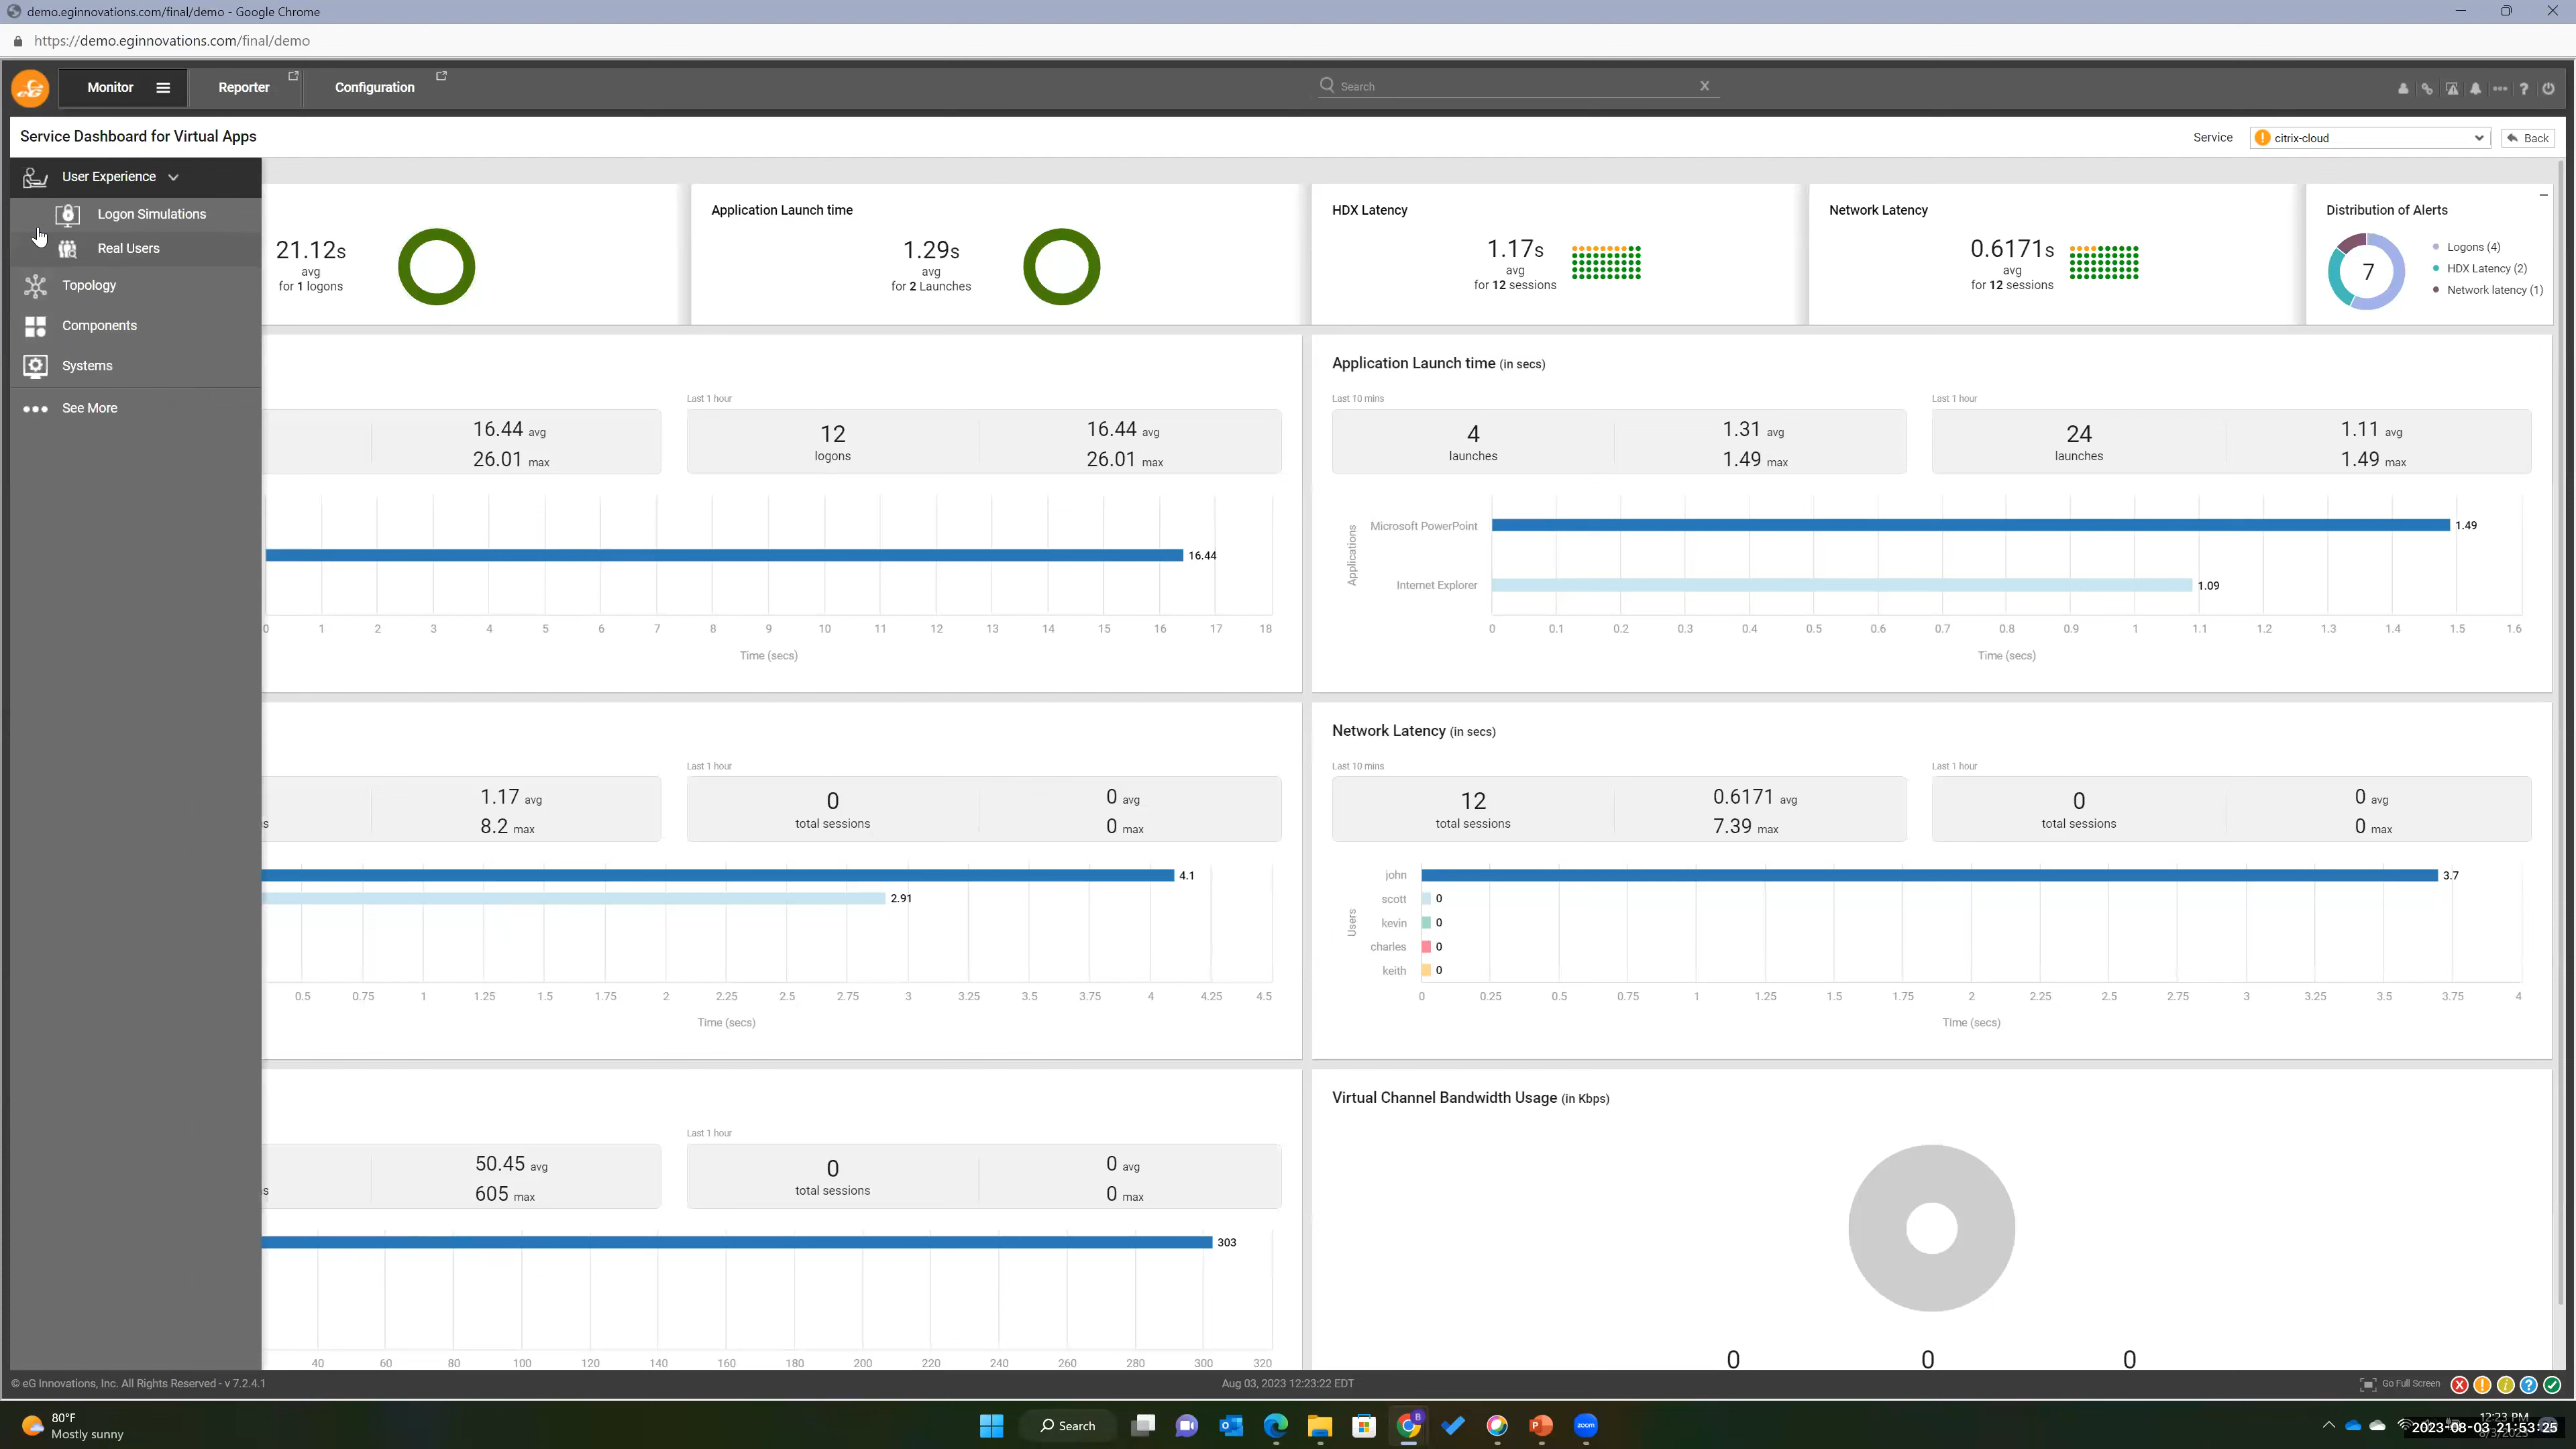 demo.eginnovations.com/final/demo - Google Chrome
https://demo.eginnovations.com/final/demo
Monitor
Reporter
Configuration
Search
X
Service Dashboard for Virtual Apps
Service
citrix-cloud
Back
User Experience
Logon Simulations
Real Users
Topology
Components
Systems
See More
21.12s
avg
for 1 logons
Application Launch time
1.29s
avg
for 2 Launches
HDX Latency
1.17s
avg
for 12 sessions
Network Latency
0.6171s
avg
for 12 sessions
Distribution of Alerts
7
Logons (4)
HDX Latency (2)
Network latency (1)
16.44 avg
26.01 max
Last 1 hour
12
logons
16.44 avg
26.01 max
16.44
0 1 2 3 4 5 6 7 8 9 10 11 12 13 14 15 16 17 18
Time (secs)
Application Launch time (in secs)
Last 10 mins
4
launches
1.31 avg
1.49 max
Last 1 hour
24
launches
1.11 avg
1.49 max
Applications
Microsoft PowerPoint 1.49
Internet Explorer 1.09
0 0.1 0.2 0.3 0.4 0.5 0.6 0.7 0.8 0.9 1 1.1 1.2 1.3 1.4 1.5 1.6
Time (secs)
s
1.17 avg
8.2 max
Last 1 hour
0
total sessions
0 avg
0 max
4.1
2.91
0.5 0.75 1 1.25 1.5 1.75 2 2.25 2.5 2.75 3 3.25 3.5 3.75 4 4.25 4.5
Time (secs)
Network Latency (in secs)
Last 10 mins
12
total sessions
0.6171 avg
7.39 max
Last 1 hour
0
total sessions
0 avg
0 max
Users
john 3.7
scott 0
kevin 0
charles 0
keith 0
0 0.25 0.5 0.75 1 1.25 1.5 1.75 2 2.25 2.5 2.75 3 3.25 3.5 3.75 4
Time (secs)
s
50.45 avg
605 max
Last 1 hour
0
total sessions
0 avg
0 max
303
40 60 80 100 120 140 160 180 200 220 240 260 280 300 320
Virtual Channel Bandwidth Usage (in Kbps)
0 0 0
© eG Innovations, Inc. All Rights Reserved - v 7.2.4.1
Aug 03, 2023 12:23:22 EDT
Go Full Screen
80°F
Mostly sunny
Search
zoom
12:23 PM
2023-08-03 21:53:25